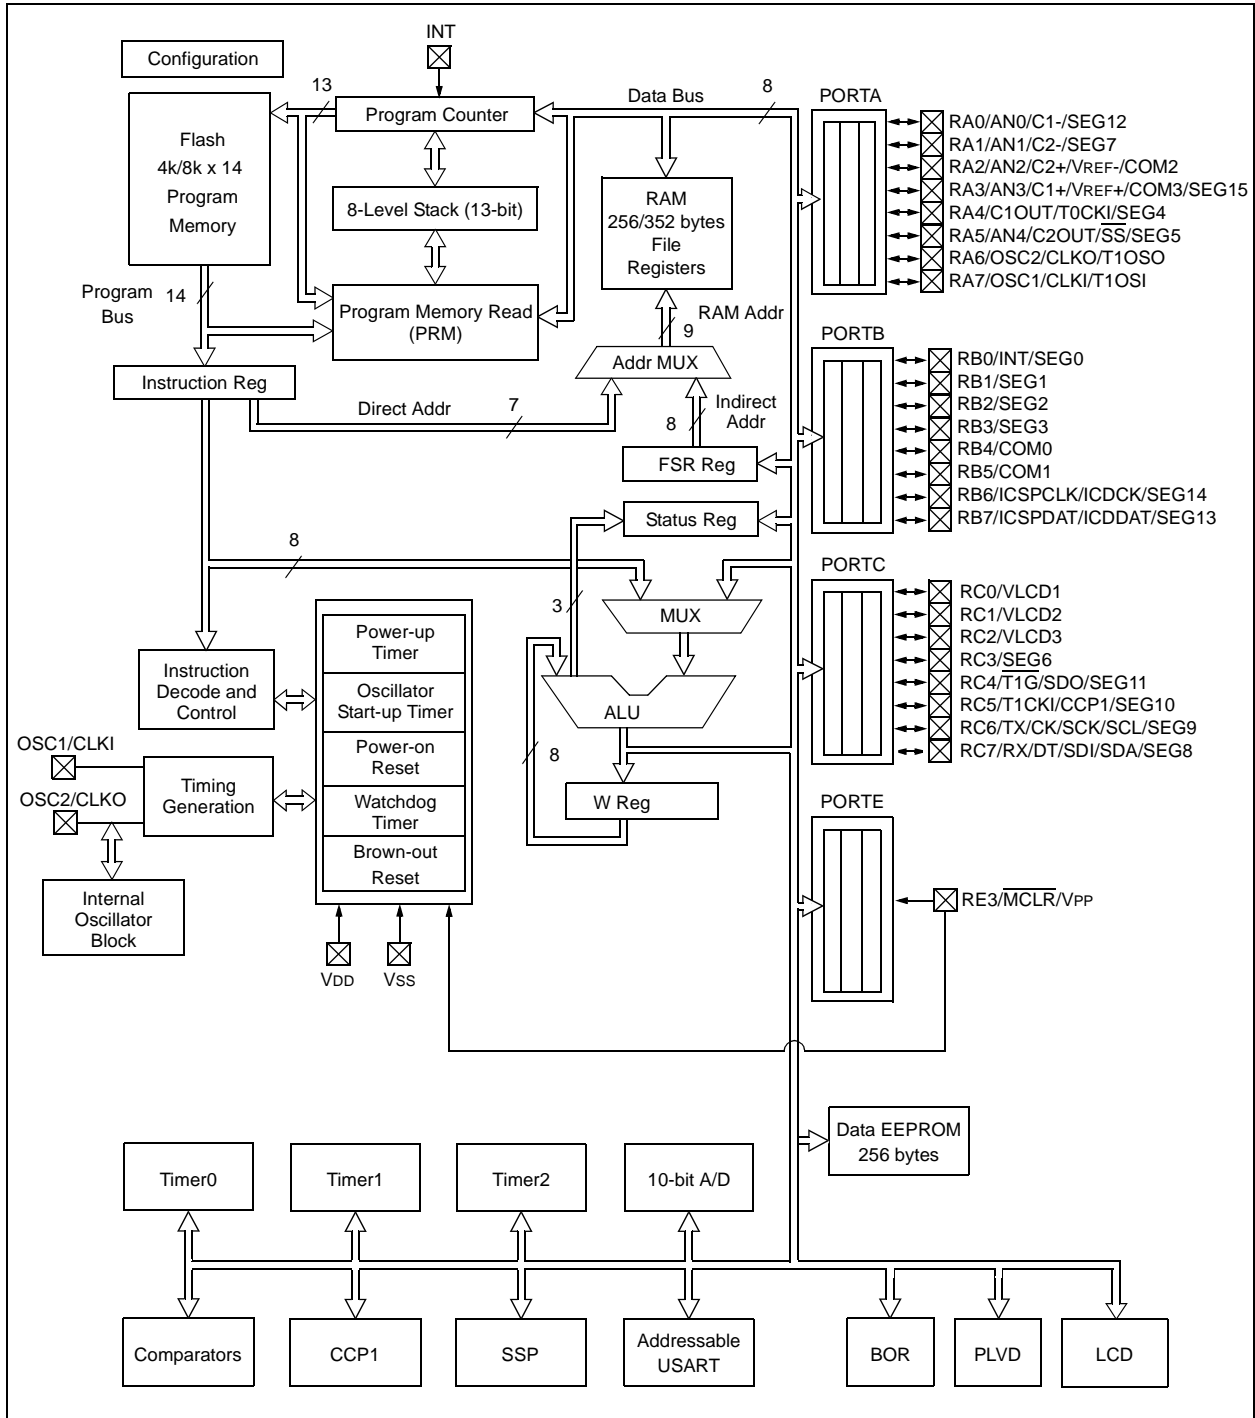 INT
Configuration
13
Data Bus
8
PORTA
Program Counter
Flash
4k/8k x 14
Program
Memory
8-Level Stack (13-bit)
RAM
256/352 bytes
File
Registers
RA0/AN0/C1-/SEG12
RA1/AN1/C2-/SEG7
RA2/AN2/C2+/VREF-/COM2
RA3/AN3/C1+/VREF+/COM3/SEG15
RA4/C1OUT/T0CKI/SEG4
RA5/AN4/C2OUT/SS/SEG5
RA6/OSC2/CLKO/T1OSO
RA7/OSC1/CLKI/T1OSI
Program
Bus
14
Program Memory Read
(PRM)
RAM Addr
9
PORTB
Addr MUX
Instruction Reg
Direct Addr
7
Indirect
Addr
8
FSR Reg
RB0/INT/SEG0
RB1/SEG1
RB2/SEG2
RB3/SEG3
RB4/COM0
RB5/COM1
RB6/ICSPCLK/ICDCK/SEG14
RB7/ICSPDAT/ICDDAT/SEG13
Status Reg
8
PORTC
3
MUX
RC0/VLCD1
RC1/VLCD2
RC2/VLCD3
RC3/SEG6
RC4/T1G/SDO/SEG11
RC5/T1CKI/CCP1/SEG10
RC6/TX/CK/SCK/SCL/SEG9
RC7/RX/DT/SDI/SDA/SEG8
Power-up
Timer
Oscillator
Start-up Timer
Power-on
Reset
Watchdog
Timer
Brown-out
Reset
Instruction
Decode and
Control
ALU
8
W Reg
OSC1/CLKI
OSC2/CLKO
Timing
Generation
Internal
Oscillator
Block
VDD
VSS
PORTE
RE3/MCLR/VPP
Data EEPROM
256 bytes
Timer0
Timer1
Timer2
10-bit A/D
Comparators
CCP1
SSP
Addressable
USART
BOR
PLVD
LCD